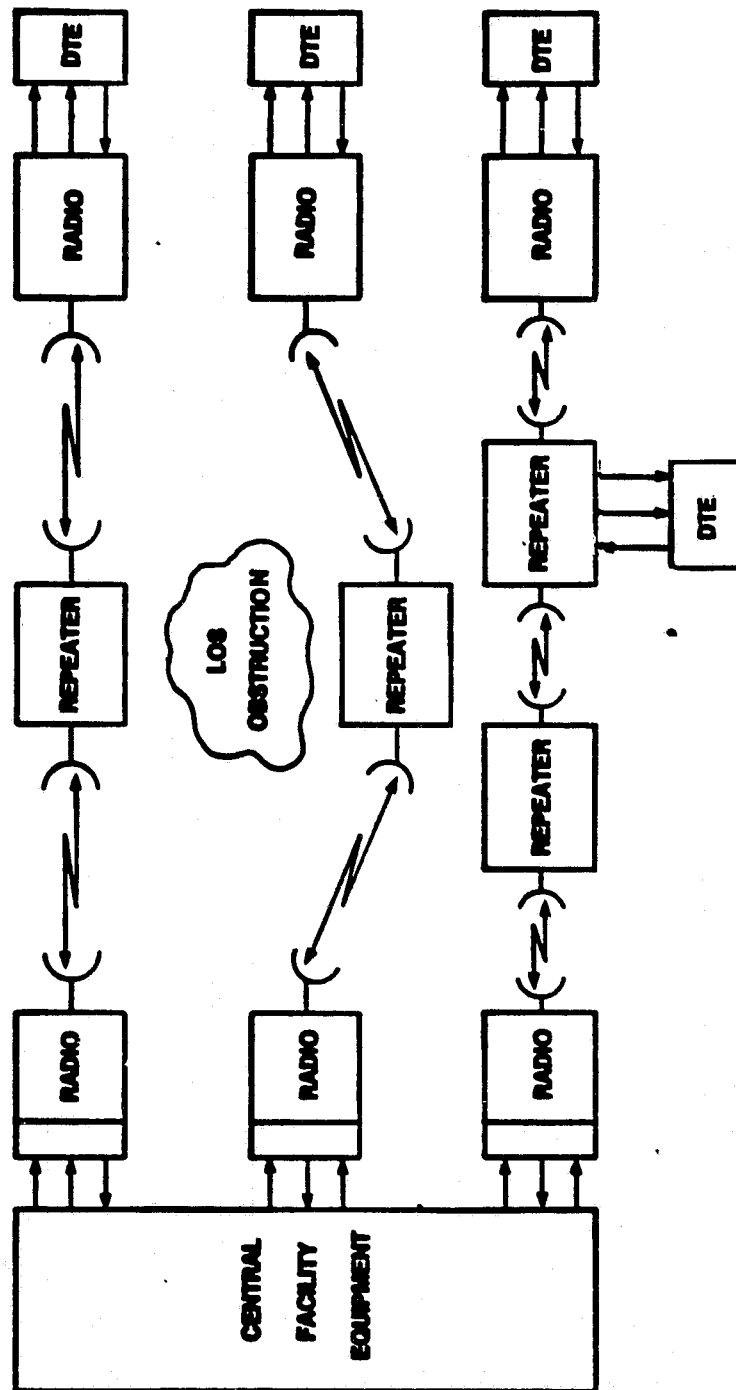 RADIO
REPEATER
RADIO
DTE
CENTRAL
FACILITY
EQUIPMENT
RADIO
LOS
OBSTRUCTION
REPEATER
RADIO
DTE
RADIO
REPEATER
REPEATER
RADIO
DTE
DTE